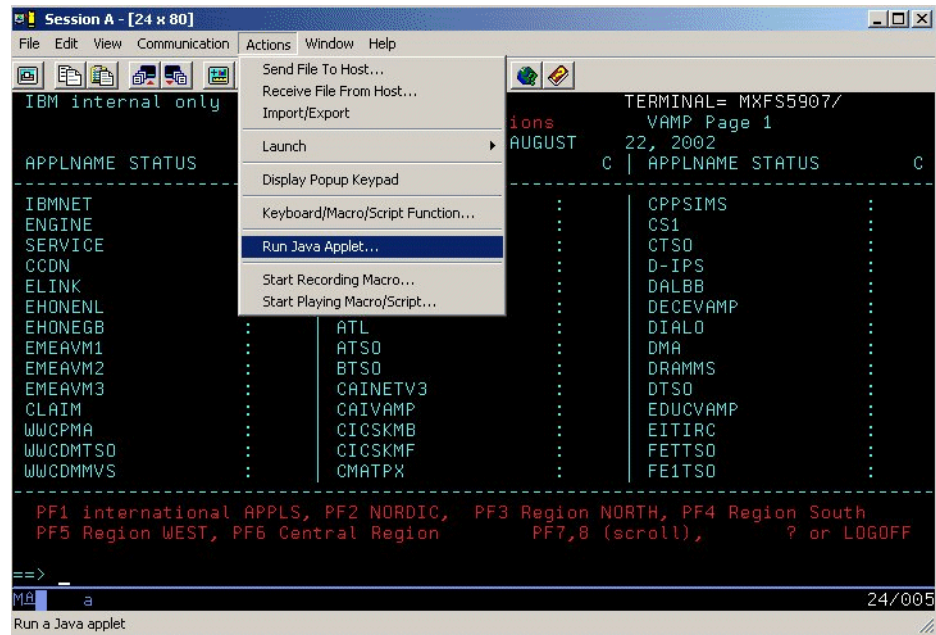 Session A - [24 x 80]
File Edit View Communication Actions Window Help
Send File To Host...
Receive File From Host...
Import/Export
Launch
Display Popup Keypad
Keyboard/Macro/Script Function...
Run Java Applet...
Start Recording Macro...
Start Playing Macro/Script...
IBM internal only TERMINAL= MXFS5907/
ions VAMP Page 1
AUGUST 22, 2002
APPLNAME STATUS C | APPLNAME STATUS C
IBMNET : | CPPSIMS :
ENGINE : | CS1 :
SERVICE : | CTSO :
CCDN : | D-IPS :
ELINK : | DALBB :
EHONENL : | DECEVAMP :
EHONEGB : | ATL : | DIALO :
EMEAVM1 : | ATSO : | DMA :
EMEAVM2 : | BTSO : | DRAMMS :
EMEAVM3 : | CAINETV3 : | DTSO :
CLAIM : | CAIVAMP : | EDUCVAMP :
WWCPMA : | CICSKMB : | EITIRC :
WWCDMTSO : | CICSKMF : | FETTSO :
WWCDMMVS : | CMATPX : | FE1TSO :
PF1 international APPLS, PF2 NORDIC, PF3 Region NORTH, PF4 Region South
PF5 Region WEST, PF6 Central Region PF7,8 (scroll), ? or LOGOFF
==> _
MA a 24/005
Run a Java applet